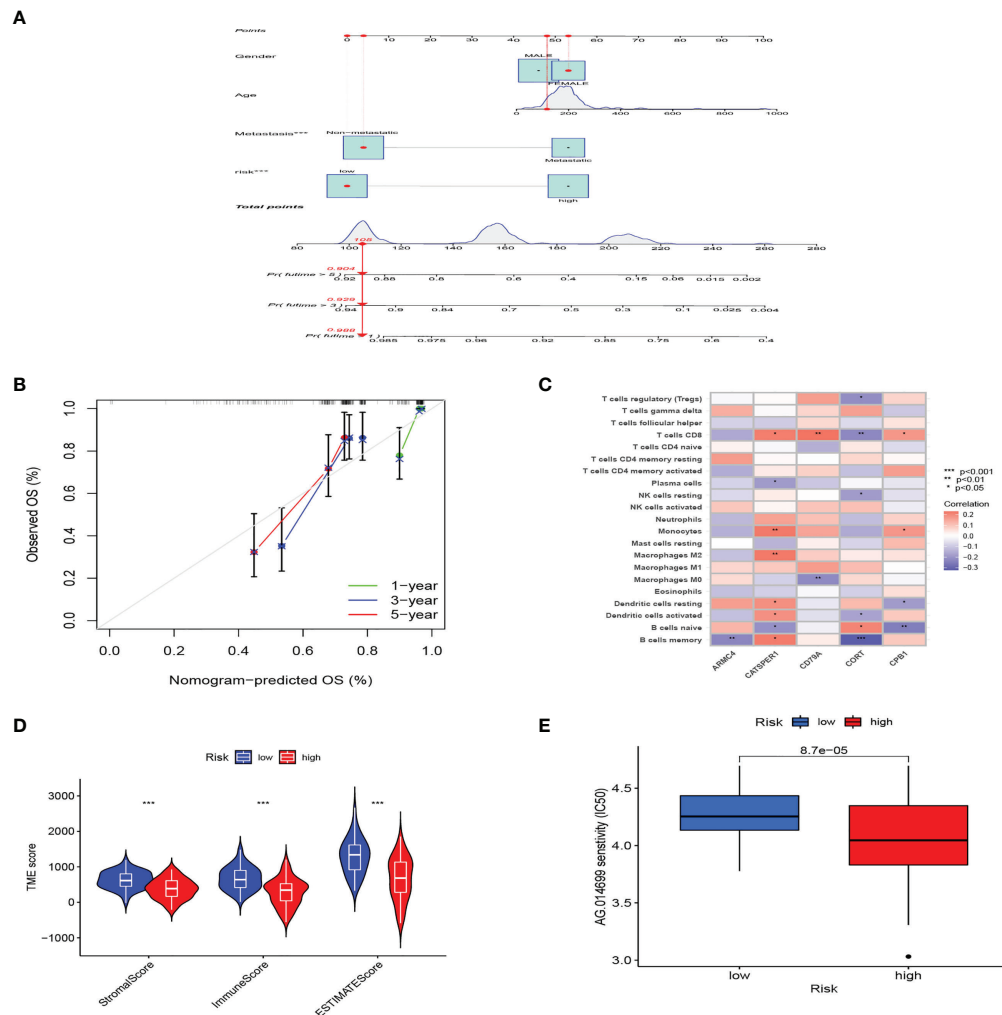 A
Points
0 10 20 30 40 50 60 70 80 90 100
Gender
MALE
FEMALE
Age
0 200 400 600 800 1000
Metastasis***
Non-metastatic
Metastatic
risk***
low
high
Total points
80 100 120 140 160 180 200 220 240 260 280
105
0.904
Pr( futime > 5 )
0.92 0.88 0.8 0.6 0.4 0.15 0.06 0.015 0.002
0.929
Pr( futime > 3 )
0.94 0.9 0.84 0.7 0.5 0.3 0.1 0.025 0.004
0.988
Pr( futime > 1 )
0.985 0.975 0.96 0.92 0.85 0.75 0.6 0.4
B
Observed OS (%)
0.0 0.2 0.4 0.6 0.8 1.0
0.0 0.2 0.4 0.6 0.8 1.0
Nomogram-predicted OS (%)
1-year
3-year
5-year
C
T cells regulatory (Tregs) *
T cells gamma delta
T cells follicular helper
T cells CD8 * ** ** *
T cells CD4 naive
T cells CD4 memory resting
T cells CD4 memory activated
Plasma cells *
NK cells resting *
NK cells activated
Neutrophils
Monocytes ** *
Mast cells resting
Macrophages M2 **
Macrophages M1
Macrophages M0 **
Eosinophils
Dendritic cells resting * *
Dendritic cells activated * *
B cells naive * * **
B cells memory ** * ***
ARMC4 CATSPER1 CD79A CORT CPB1
*** p<0.001
** p<0.01
* p<0.05
Correlation
0.2
0.1
0.0
-0.1
-0.2
-0.3
D
Risk low high
*** *** ***
TME score
3000
2000
1000
0
-1000
StromalScore ImmuneScore ESTIMATEScore
E
Risk low high
8.7e-05
AG.014699 senstivity (IC50)
4.5
4.0
3.5
3.0
low high
Risk